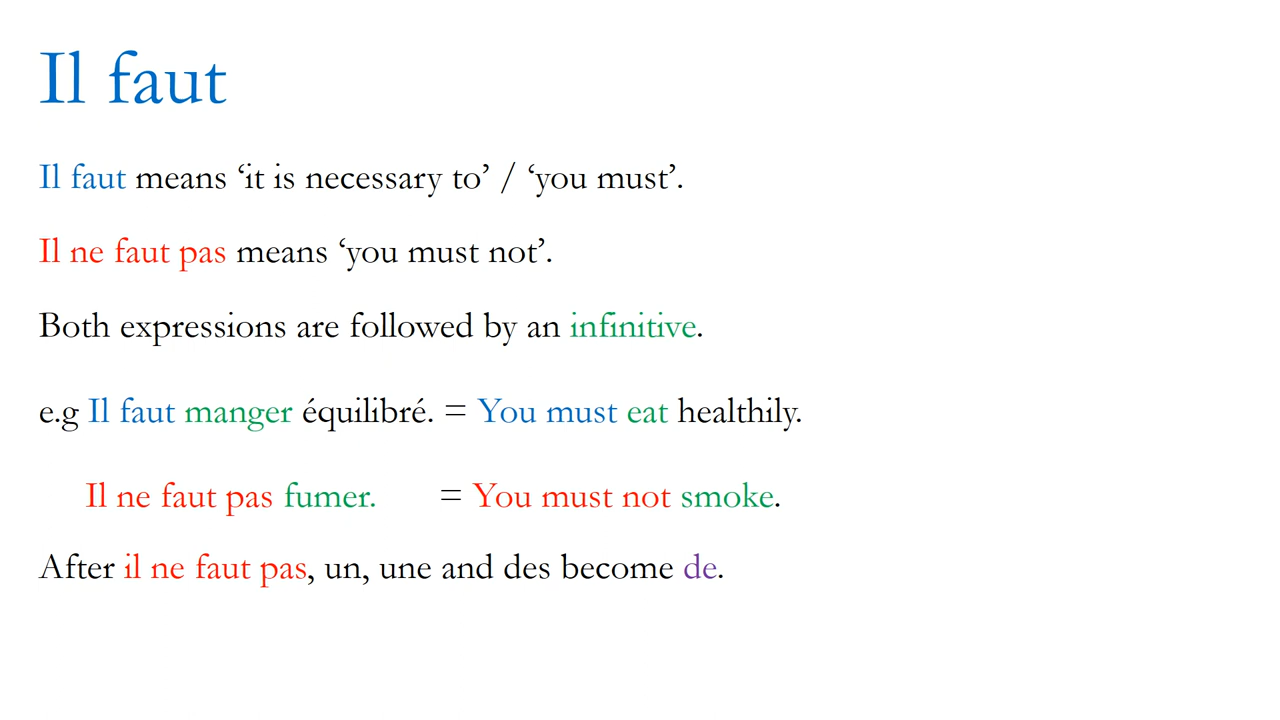 Il faut
Il faut means ‘it is necessary to’ / ‘you must’.
Il ne faut pas means ‘you must not’.
Both expressions are followed by an infinitive.
e.g Il faut manger équilibré. = You must eat healthily.
Il ne faut pas fumer. = You must not smoke.
After il ne faut pas, un, une and des become de.